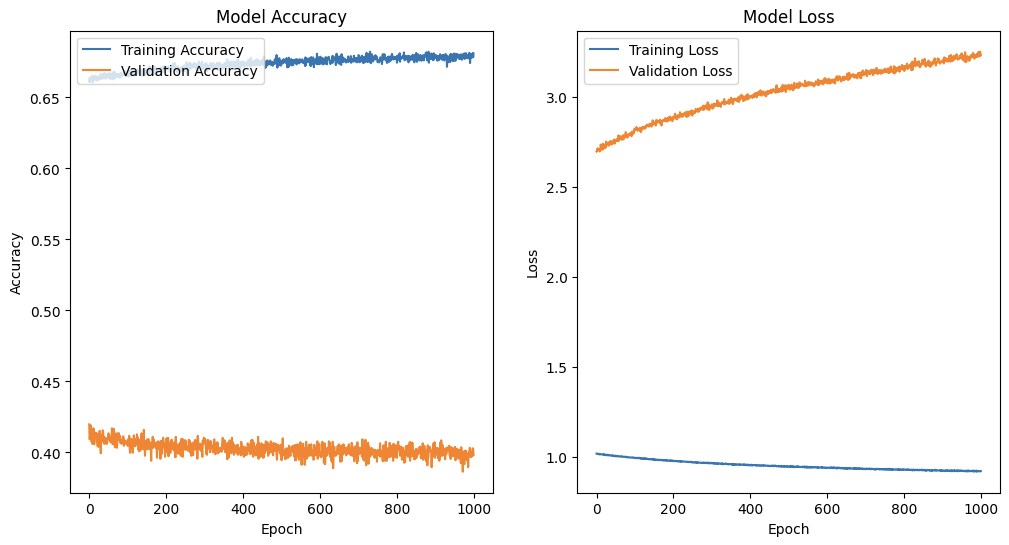 Model Accuracy
Training Accuracy
Validation Accuracy
0.65
0.60
0.55
0.50
0.45
0.40
Accuracy
0
200
400
600
800
1000
Epoch
Model Loss
Training Loss
Validation Loss
3.0
2.5
2.0
1.5
1.0
Loss
0
200
400
600
800
1000
Epoch